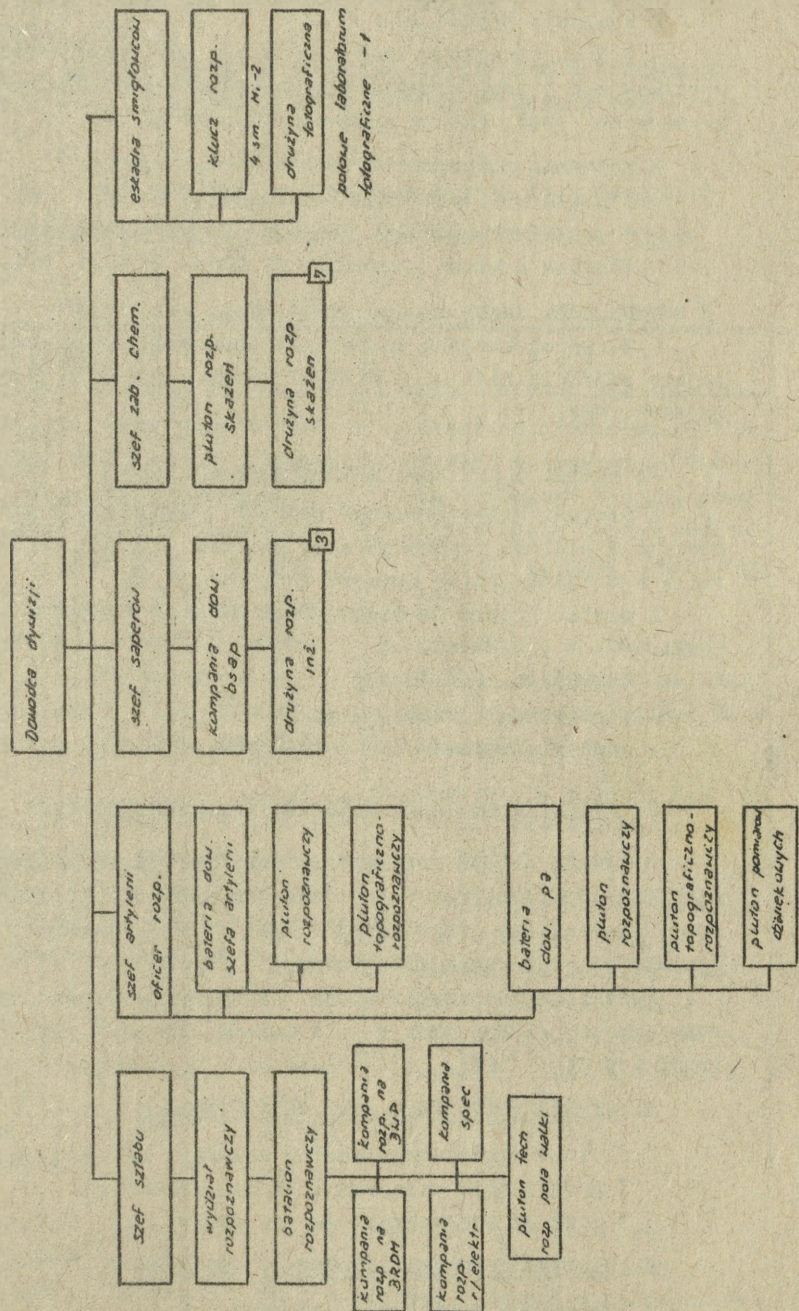 Dowódca dywizji
szef sztabu
wydział
rozpoznawczy
batalion
rozpoznawczy
kompania
rozp na
BRDM
kompania
rozp. na
BWP
kompania
rozp.
r/elektr
kompania
spec
pluton tech
rozp pola walki
szef artylerii
oficer rozp.
bateria dow.
szefa artylerii
pluton
rozpoznawczy
pluton
topograficzno-
rozpoznawczy
bateria
dow. pa
pluton
rozpoznawczy
pluton
topograficzno-
rozpoznawczy
pluton pomiarów
dźwiękowych
szef saperów
kompania dow.
bsap
drużyna rozp.
inż.
3
szef zab. chem.
pluton rozp.
skażeń
drużyna rozp.
skażeń
7
eskadra śmigłowców
klucz rozp.
4 śm. Mi-2
drużyna
fotograficzna
polowe laboratorium
fotograficzne -1